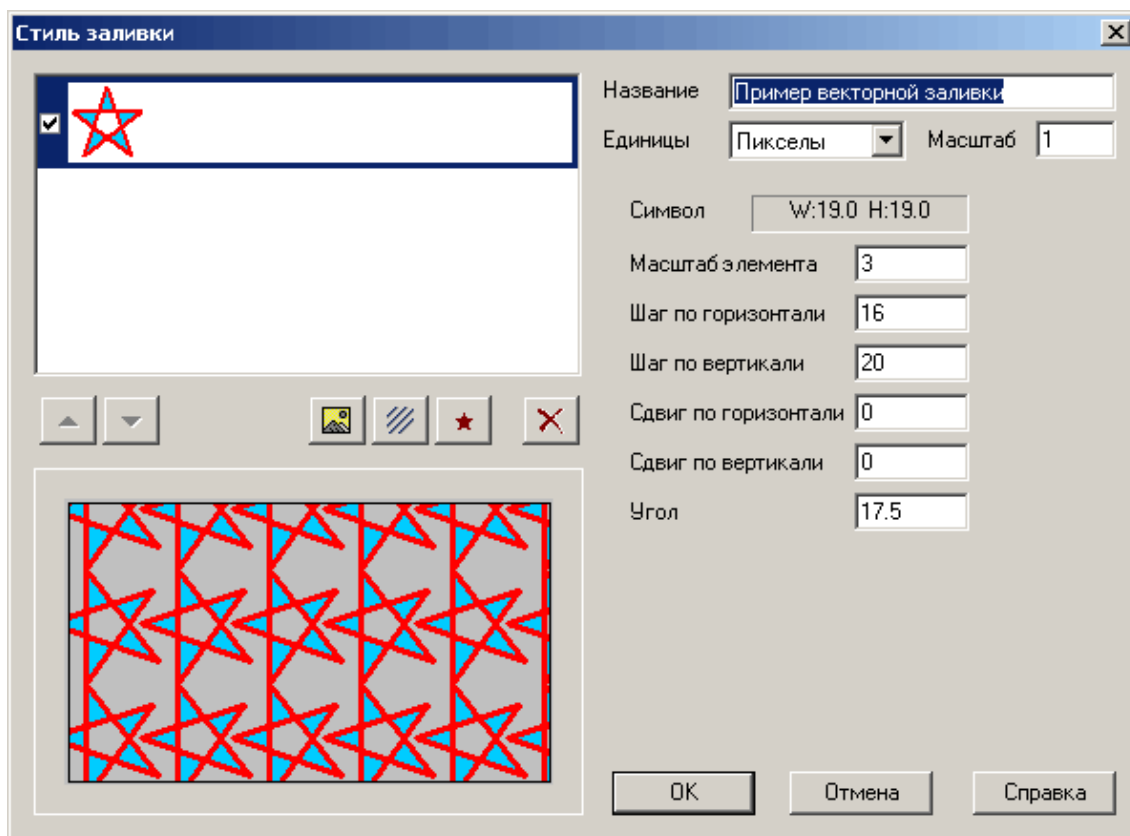 Стиль заливки
Название Пример векторной заливки
Единицы Пикселы Масштаб 1
Символ W:19.0 H:19.0
Масштаб элемента 3
Шаг по горизонтали 16
Шаг по вертикали 20
Сдвиг по горизонтали 0
Сдвиг по вертикали 0
Угол 17.5
OK Отмена Справка